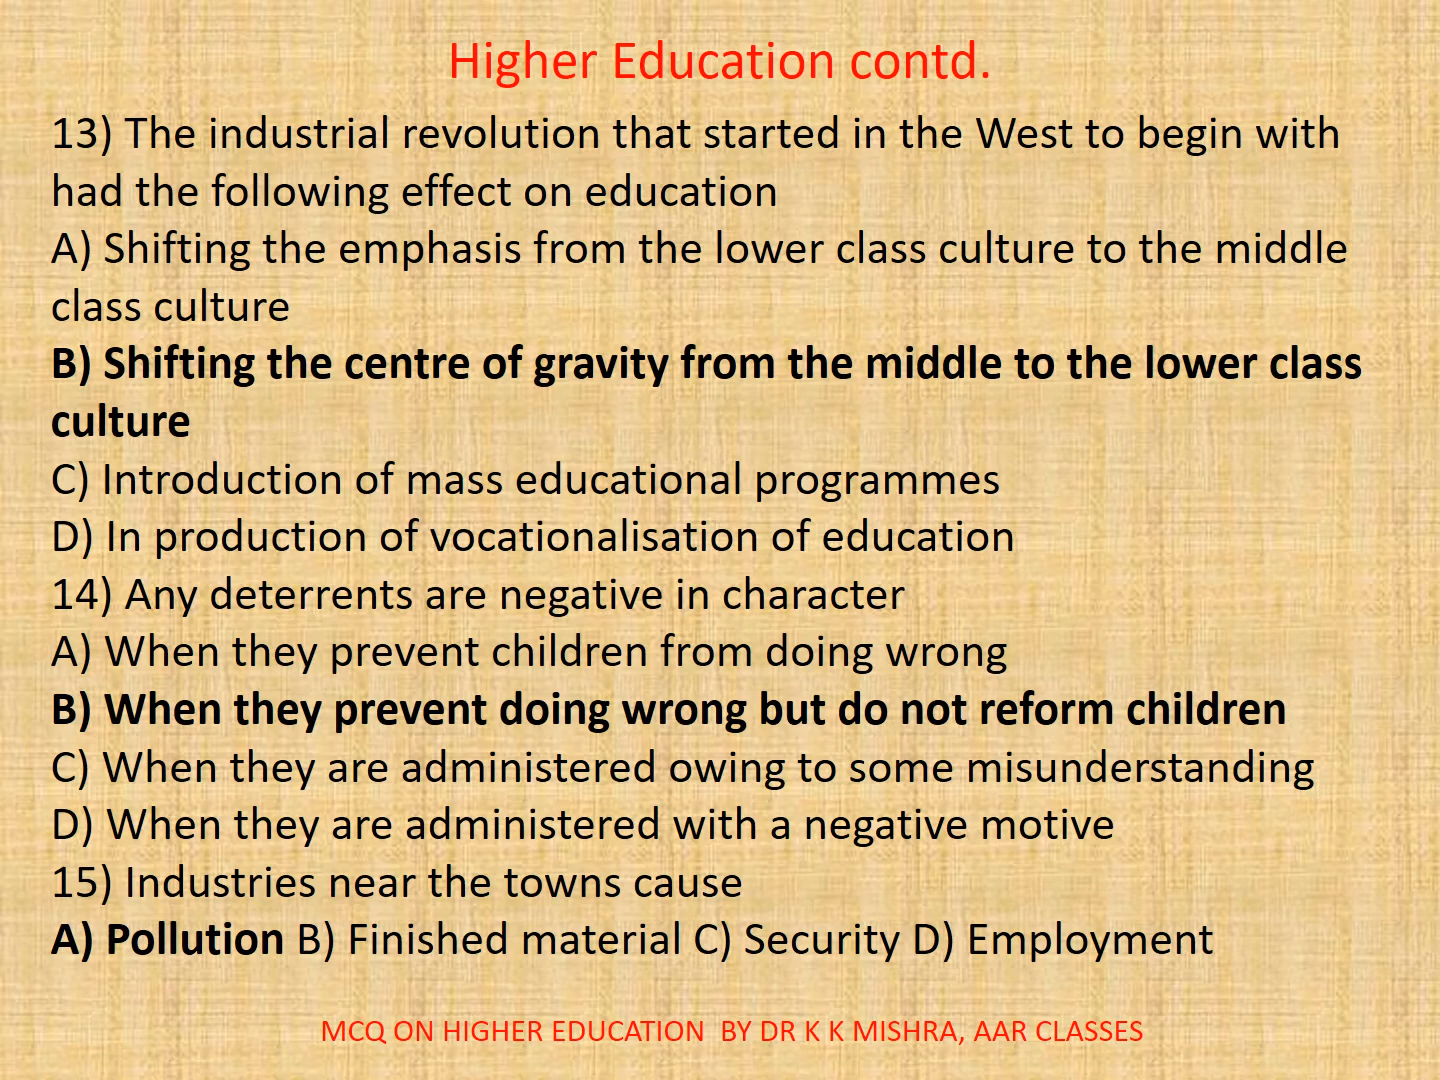 Higher Education contd.
13) The industrial revolution that started in the West to begin with
had the following effect on education
A) Shifting the emphasis from the lower class culture to the middle
class culture
B) Shifting the centre of gravity from the middle to the lower class
culture
C) Introduction of mass educational programmes
D) In production of vocationalisation of education
14) Any deterrents are negative in character
A) When they prevent children from doing wrong
B) When they prevent doing wrong but do not reform children
C) When they are administered owing to some misunderstanding
D) When they are administered with a negative motive
15) Industries near the towns cause
A) Pollution B) Finished material C) Security D) Employment
MCQ ON HIGHER EDUCATION BY DR K K MISHRA, AAR CLASSES